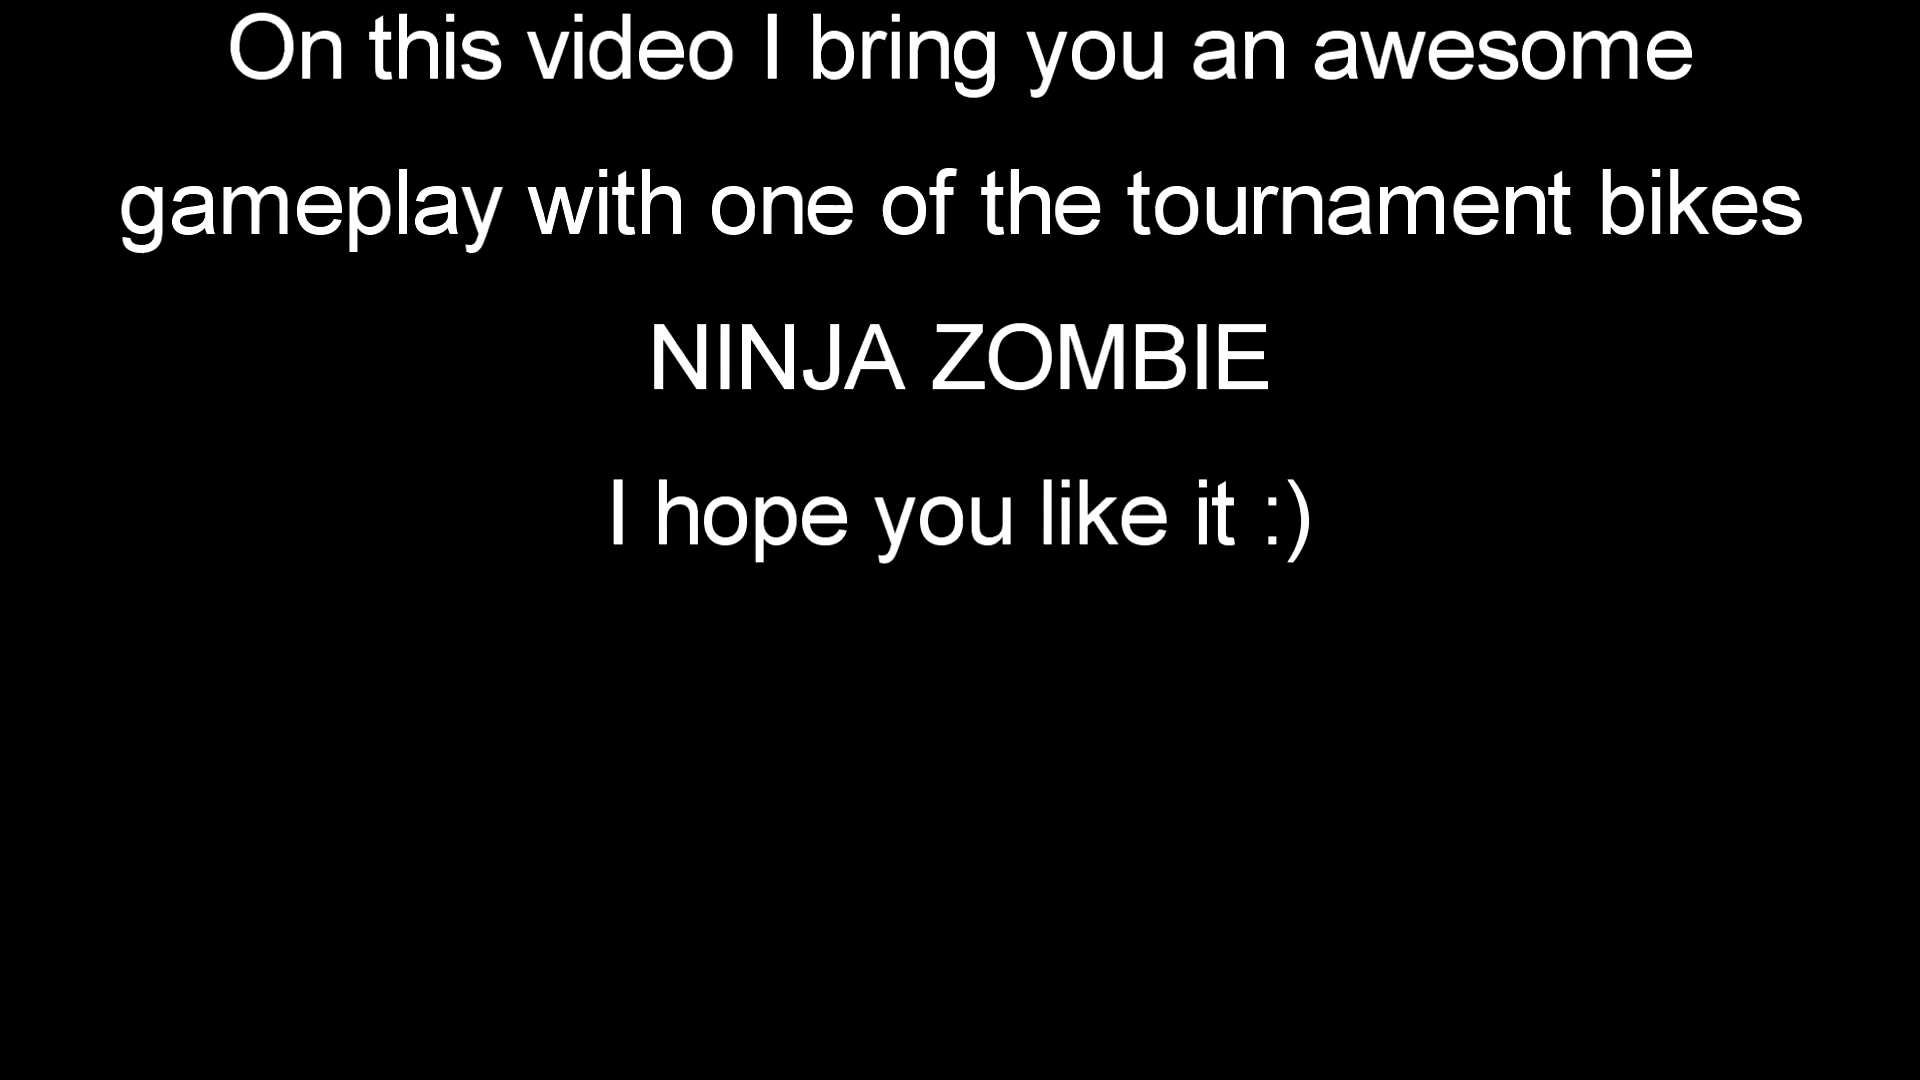 On this video I bring you an awesome
gameplay with one of the tournament bikes
NINJA ZOMBIE
I hope you like it :)